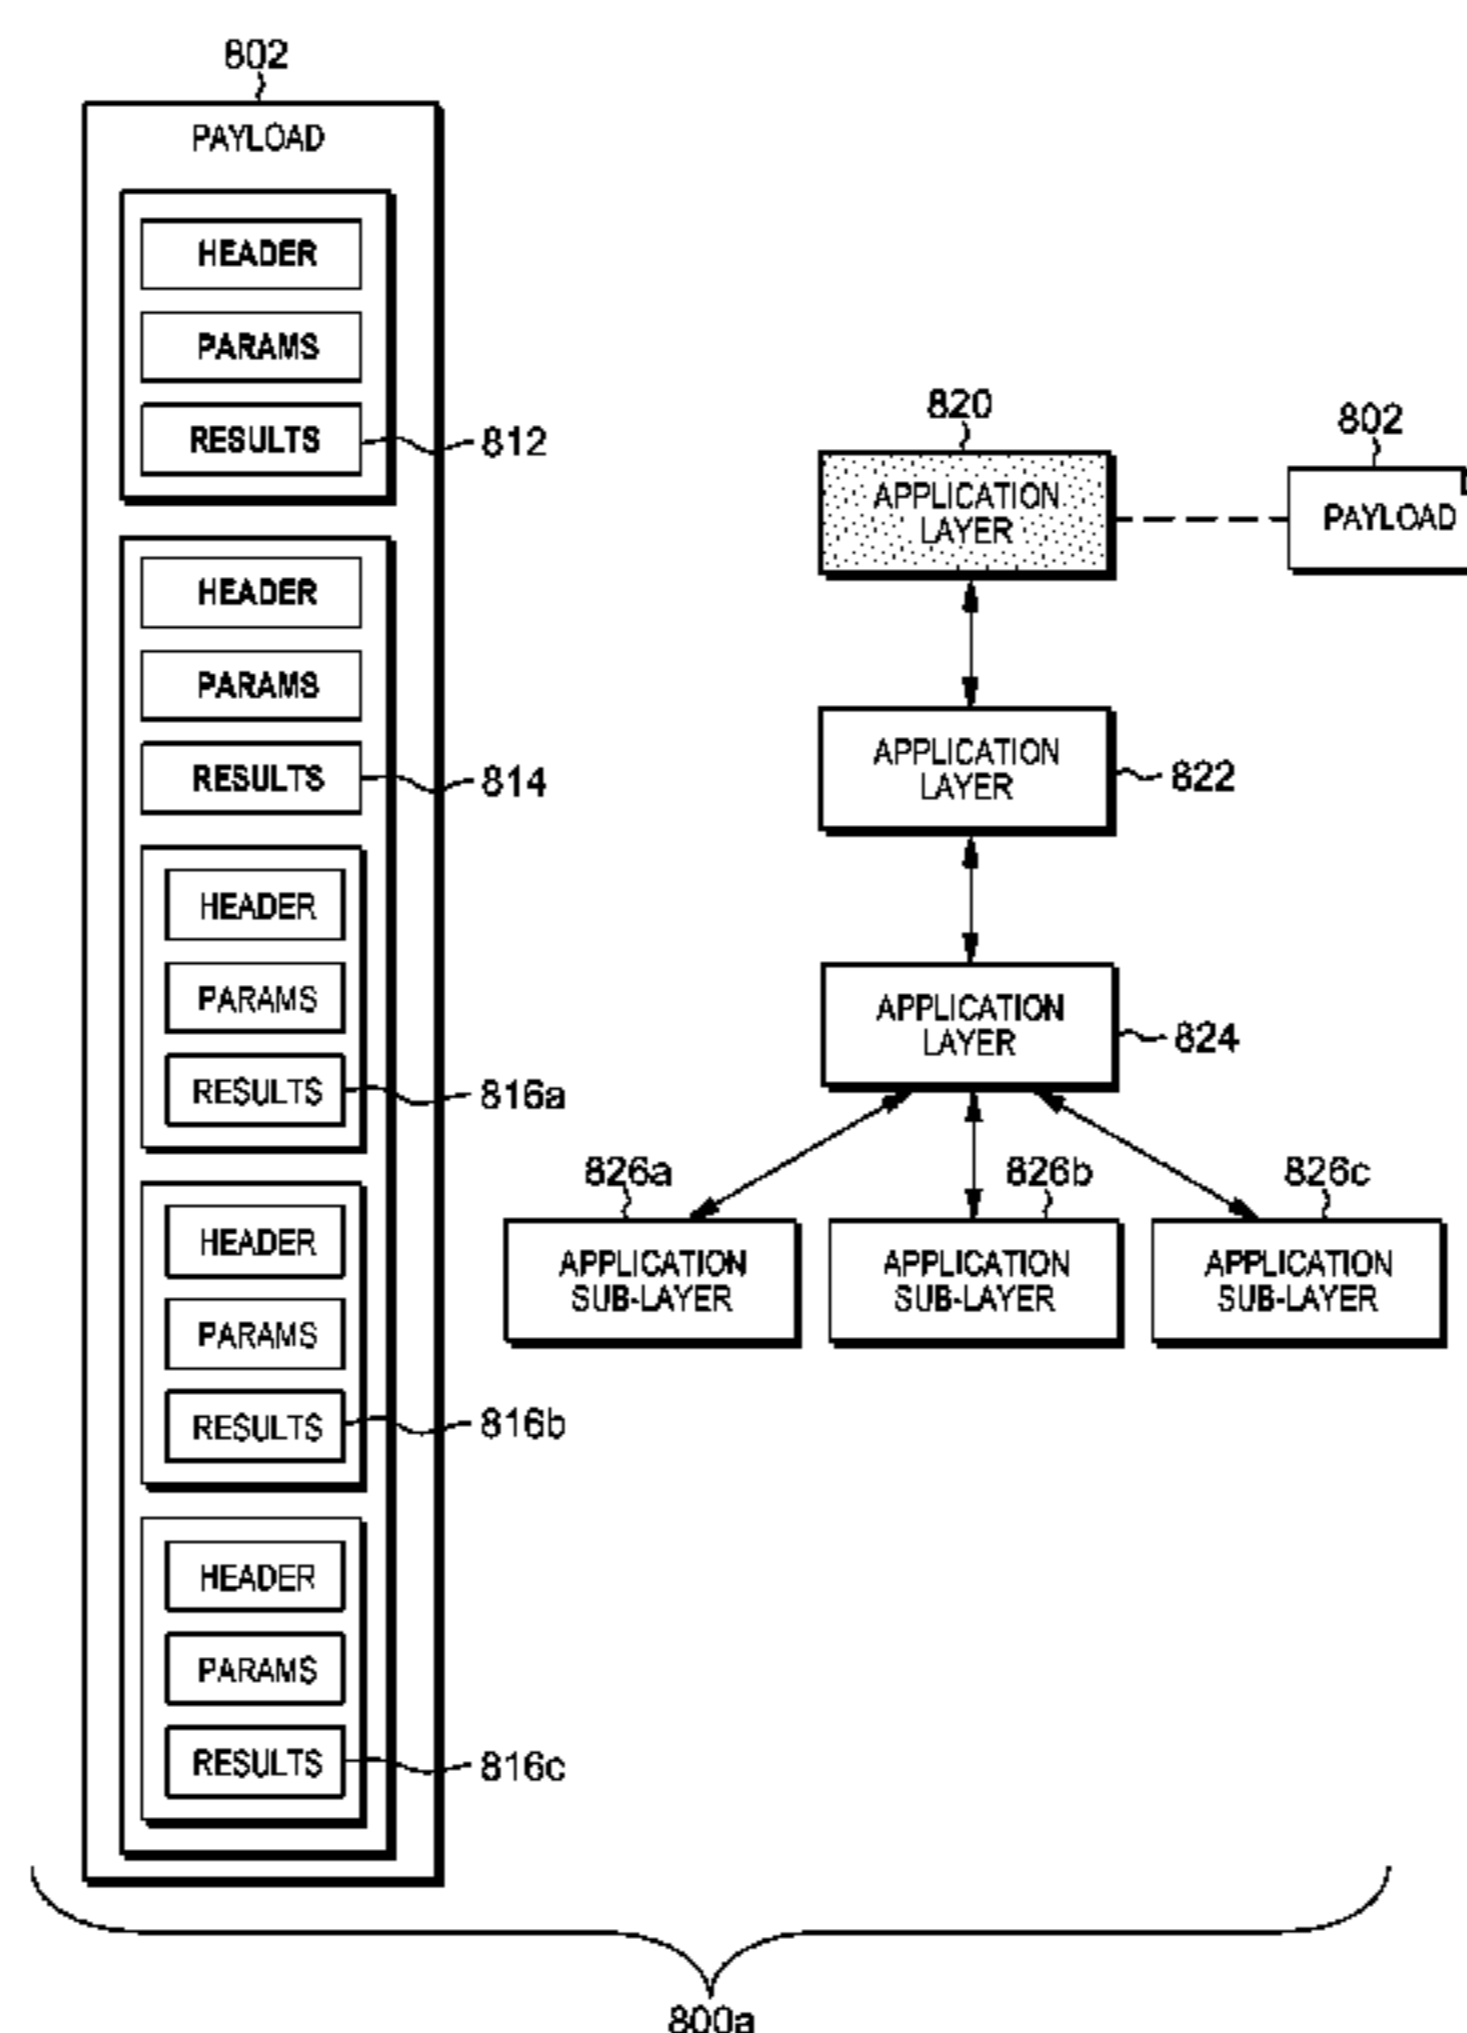 802
PAYLOAD
HEADER
PARAMS
RESULTS
812
HEADER
PARAMS
RESULTS
814
HEADER
PARAMS
RESULTS
816a
HEADER
PARAMS
RESULTS
816b
HEADER
PARAMS
RESULTS
816c
820
APPLICATION
LAYER
802
PAYLOAD
APPLICATION
LAYER
822
APPLICATION
LAYER
824
826a
APPLICATION
SUB-LAYER
826b
APPLICATION
SUB-LAYER
826c
APPLICATION
SUB-LAYER
800a